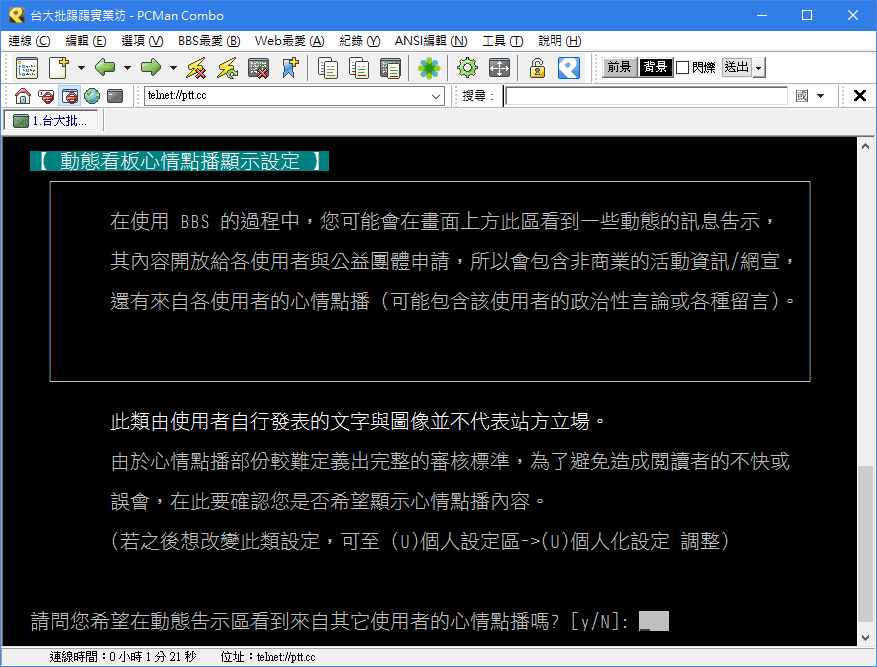 台大批踢踢實業坊 - PCMan Combo
連線 (C) 編輯 (E) 選項 (V) BBS最愛 (B) Web最愛 (A) 紀錄 (Y) ANSI編輯 (N) 工具 (T) 說明 (H)
前景 背景 閃爍 送出
telnet://ptt.cc 搜尋： 國
1.台大批...
【 動態看板心情點播顯示設定 】
在使用 BBS 的過程中，您可能會在畫面上方此區看到一些動態的訊息告示，
其內容開放給各使用者與公益團體申請，所以會包含非商業的活動資訊/網宣，
還有來自各使用者的心情點播（可能包含該使用者的政治性言論或各種留言）。
此類由使用者自行發表的文字與圖像並不代表站方立場。
由於心情點播部份較難定義出完整的審核標準，為了避免造成閱讀者的不快或
誤會，在此要確認您是否希望顯示心情點播內容。
(若之後想改變此類設定，可至 (U)個人設定區->(U)個人化設定 調整)
請問您希望在動態告示區看到來自其它使用者的心情點播嗎? [y/N]:
連線時間：0 小時 1 分 21 秒 位址：telnet://ptt.cc